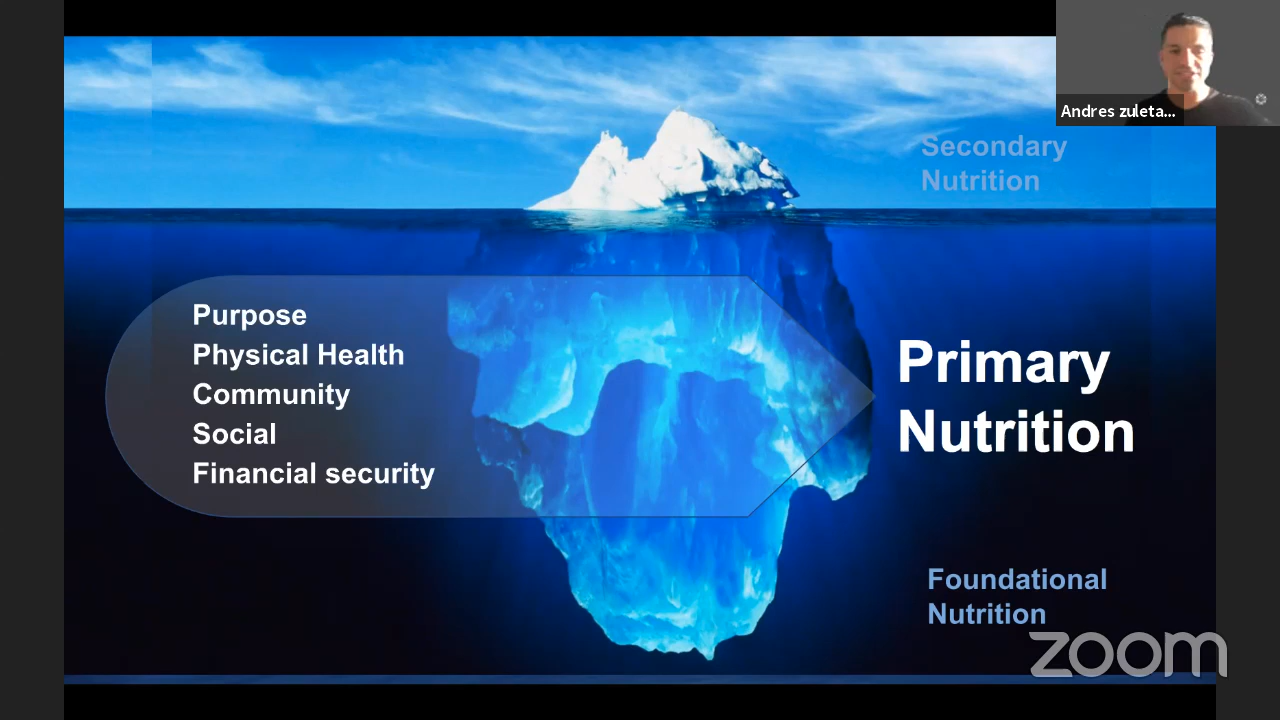 Andres zuleta...
Secondary
Nutrition
Purpose
Physical Health
Community
Social
Financial security
Primary
Nutrition
Foundational
Nutrition
zoom